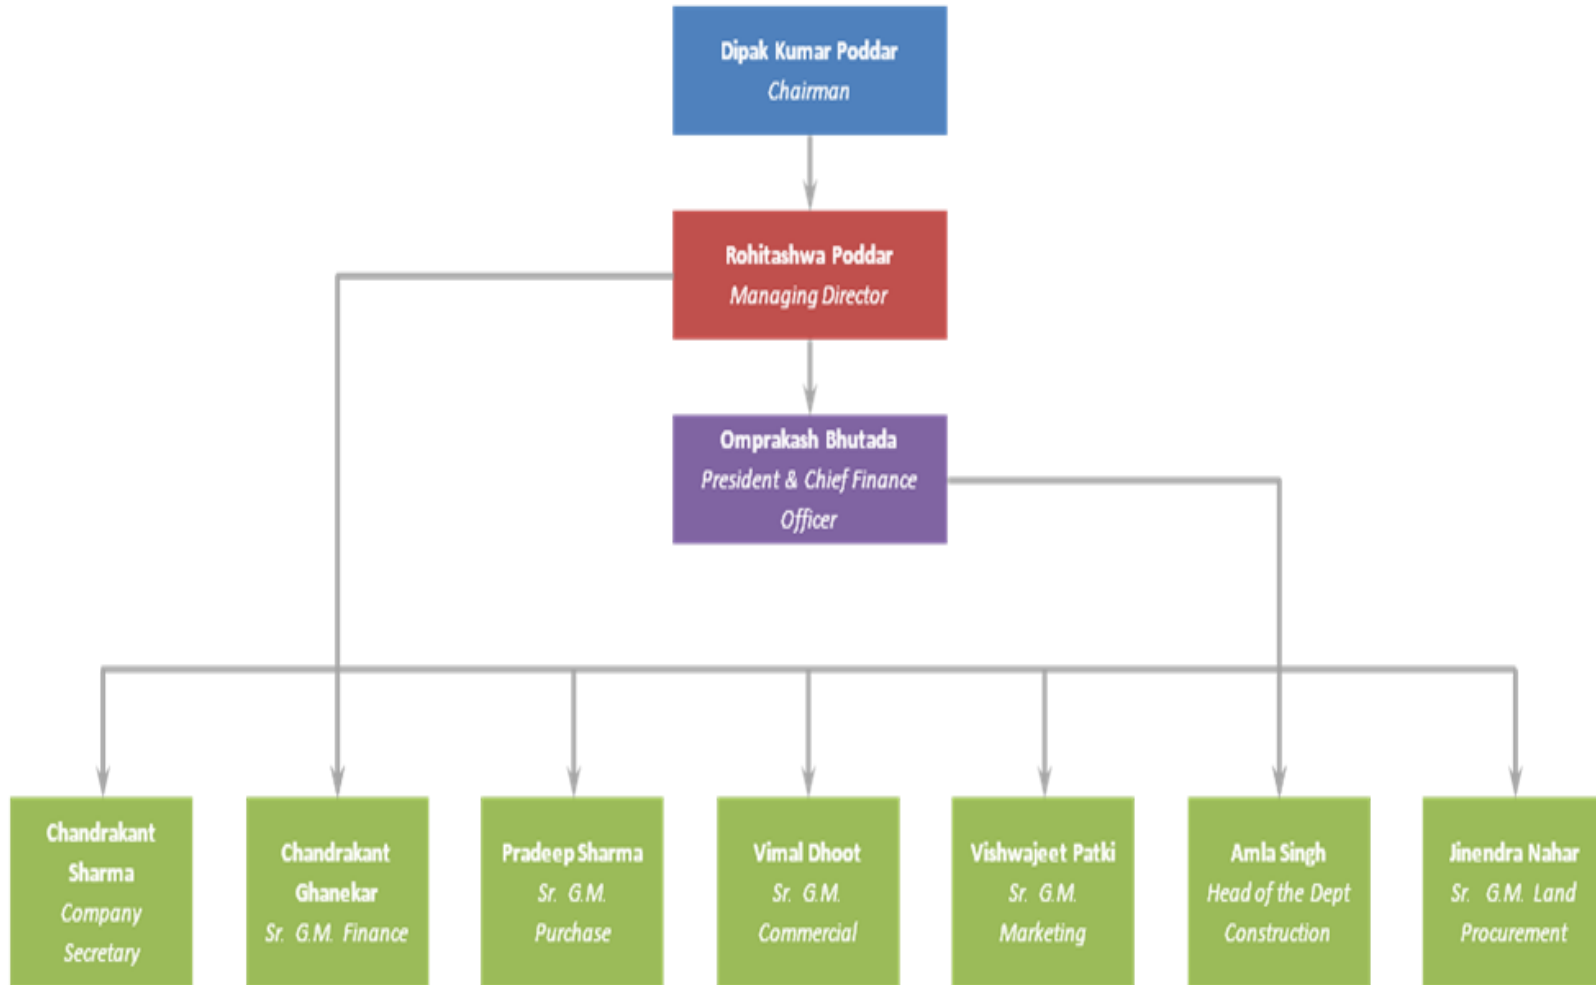 Dipak Kumar Poddar
Chairman
Rohitashwa Poddar
Managing Director
Omprakash Bhutada
President & Chief Finance
Officer
Chandrakant
Sharma
Company
Secretary
Chandrakant
Ghanekar
Sr. G.M. Finance
Pradeep Sharma
Sr. G.M.
Purchase
Vimal Dhoot
Sr. G.M.
Commercial
Vishwajeet Patki
Sr. G.M.
Marketing
Amla Singh
Head of the Dept
Construction
Jinendra Nahar
Sr. G.M. Land
Procurement